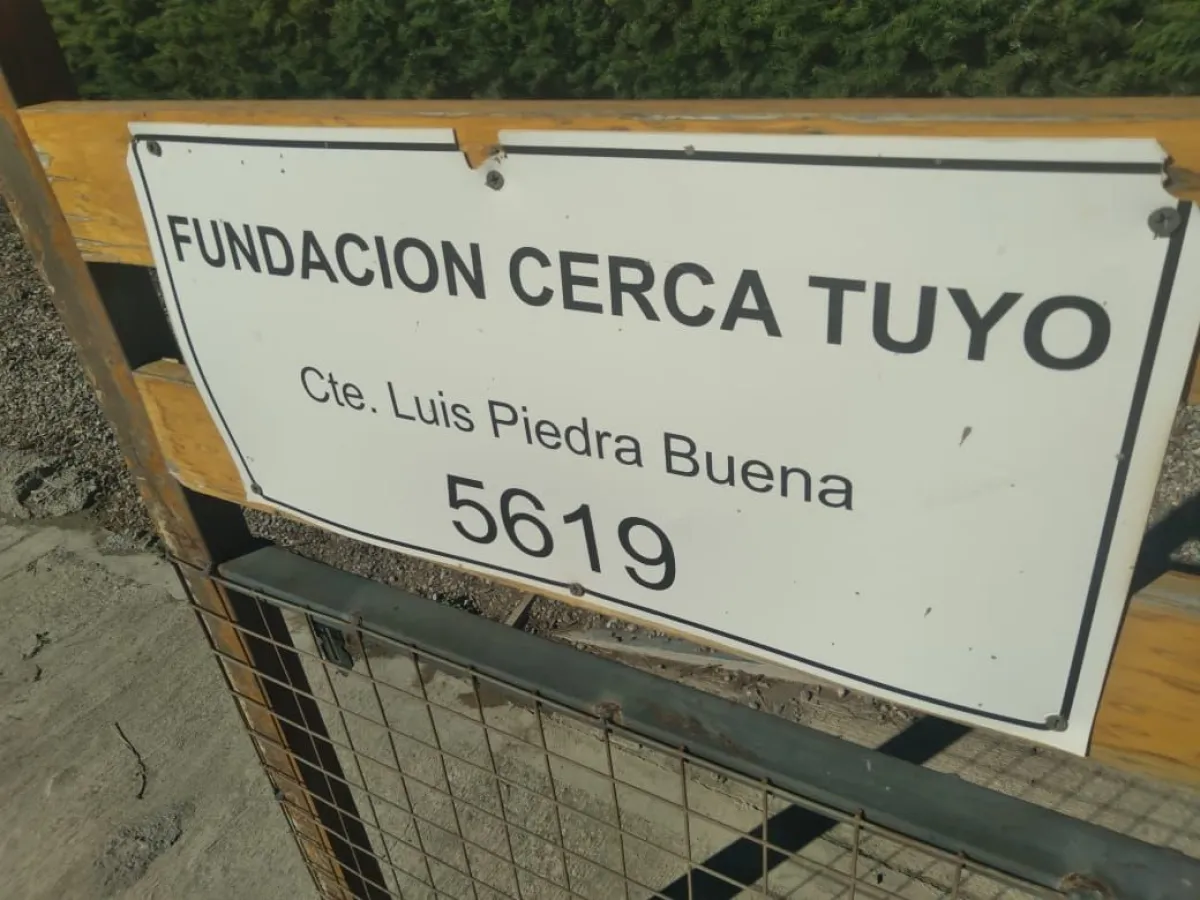 FUNDACION CERCA TUYO
Cte. Luis Piedra Buena
5619